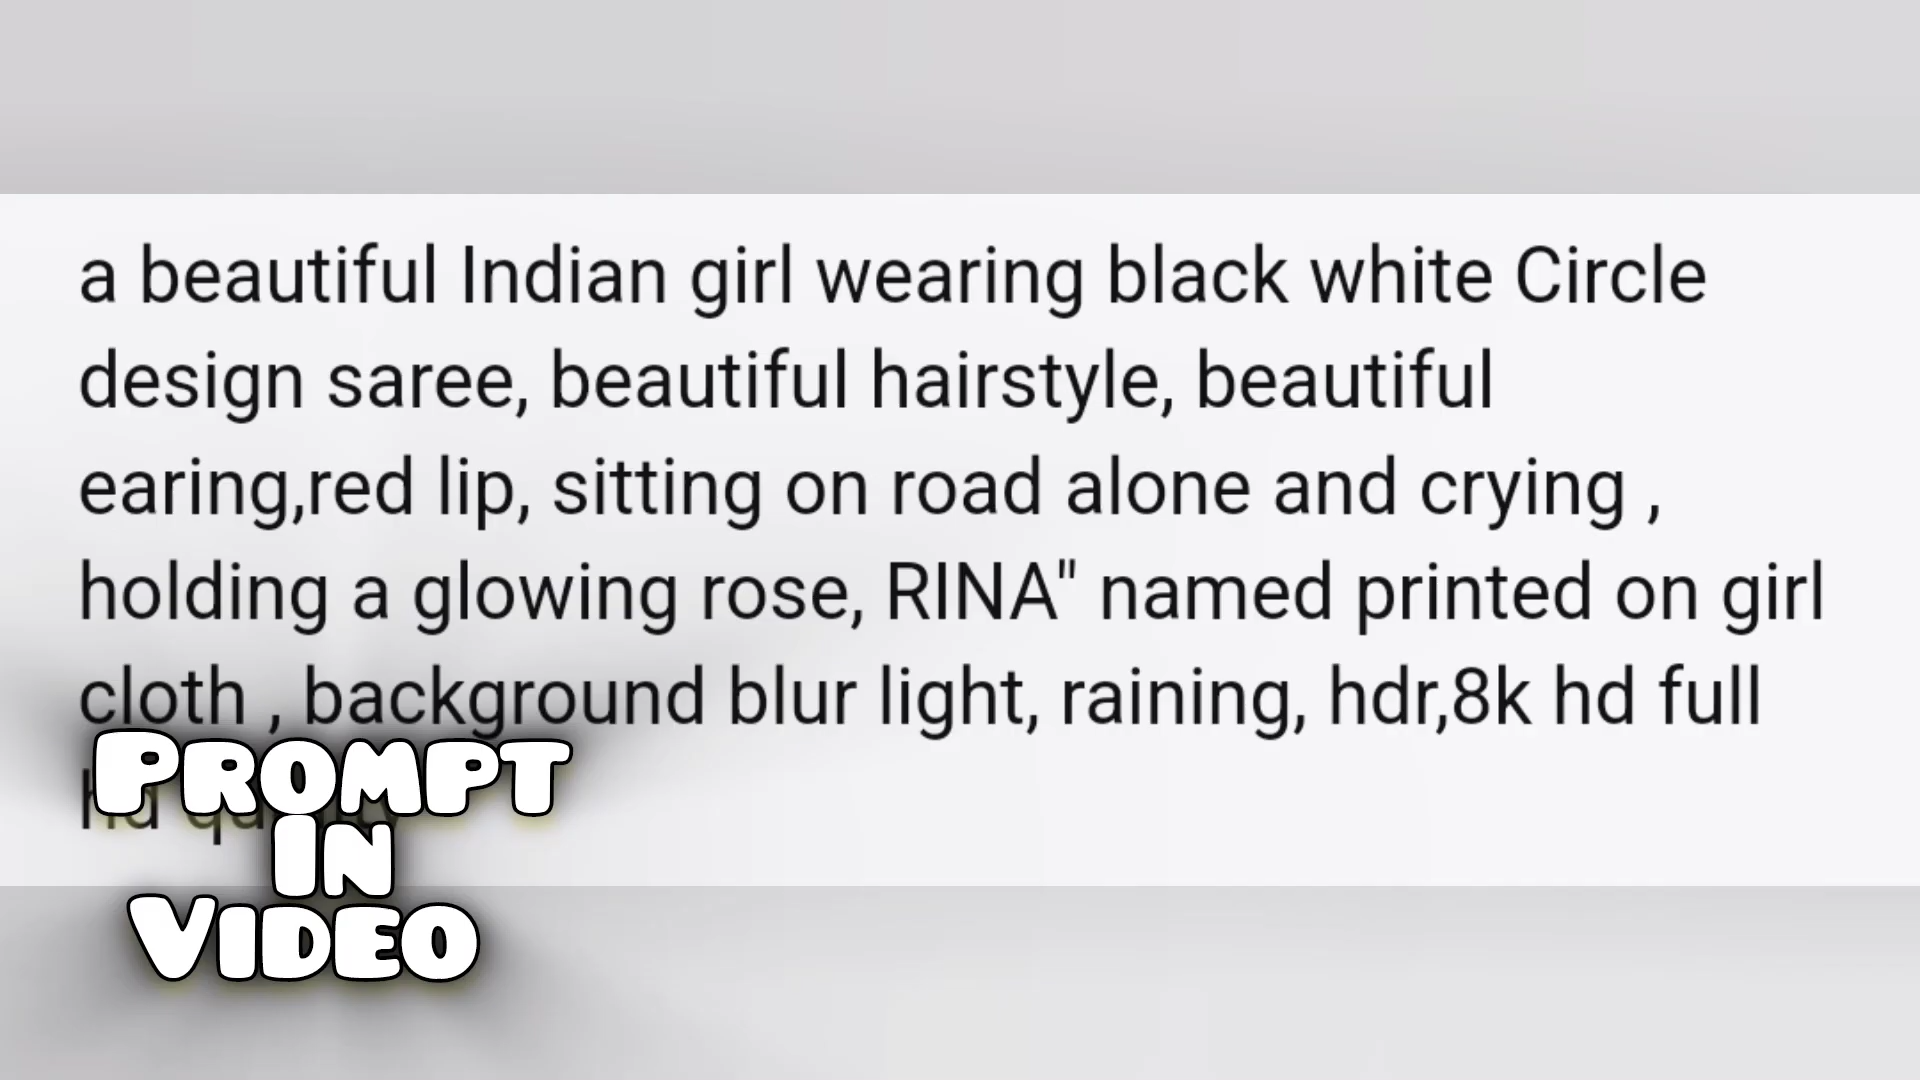 a beautiful Indian girl wearing black white Circle
design saree, beautiful hairstyle, beautiful
earing,red lip, sitting on road alone and crying ,
holding a glowing rose, RINA" named printed on girl
cloth , background blur light, raining, hdr,8k hd full
hd
PROMPT
IN
VIDEO